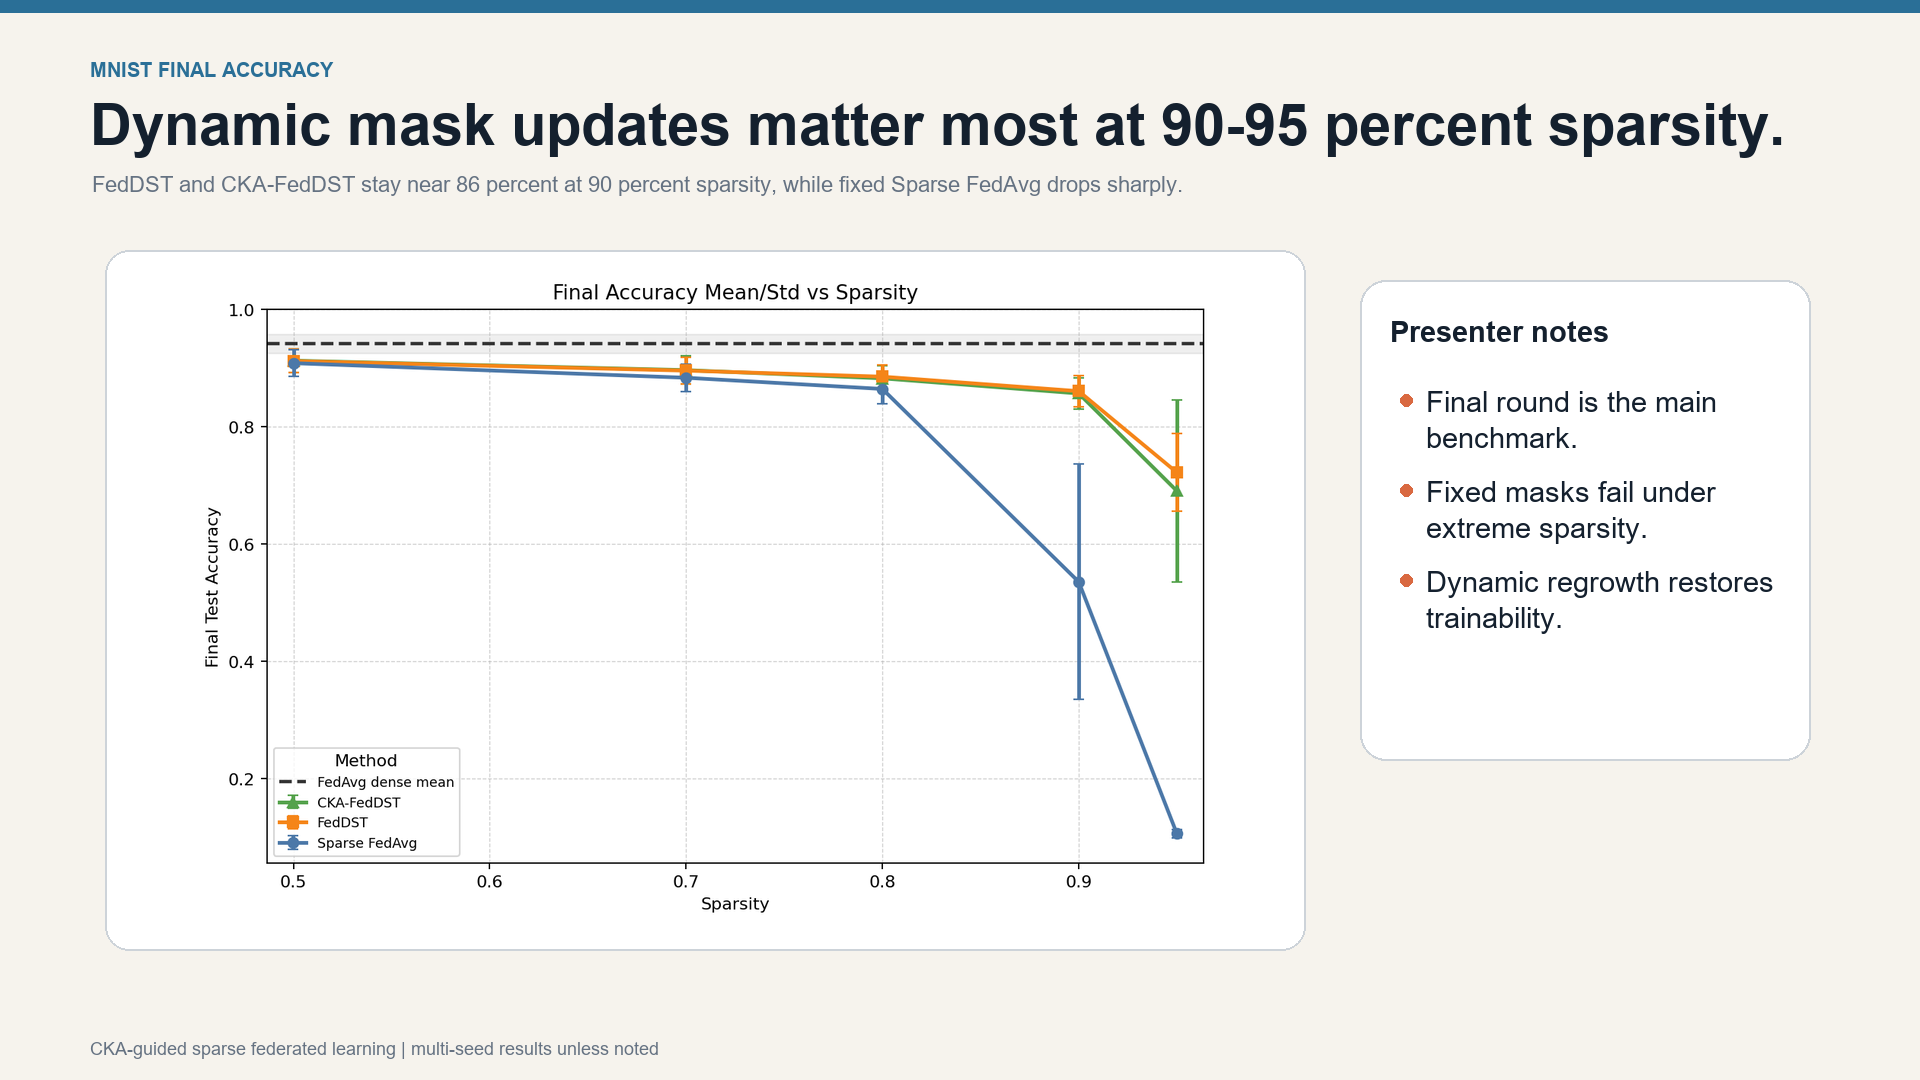 MNIST FINAL ACCURACY
Dynamic mask updates matter most at 90-95 percent sparsity.
FedDST and CKA-FedDST stay near 86 percent at 90 percent sparsity, while fixed Sparse FedAvg drops sharply.
Final Accuracy Mean/Std vs Sparsity
1.0
0.8
0.6
0.4
0.2
Final Test Accuracy
Method
FedAvg dense mean
CKA-FedDST
FedDST
Sparse FedAvg
0.5 0.6 0.7 0.8 0.9
Sparsity
Presenter notes
Final round is the main
benchmark.
Fixed masks fail under
extreme sparsity.
Dynamic regrowth restores
trainability.
CKA-guided sparse federated learning | multi-seed results unless noted